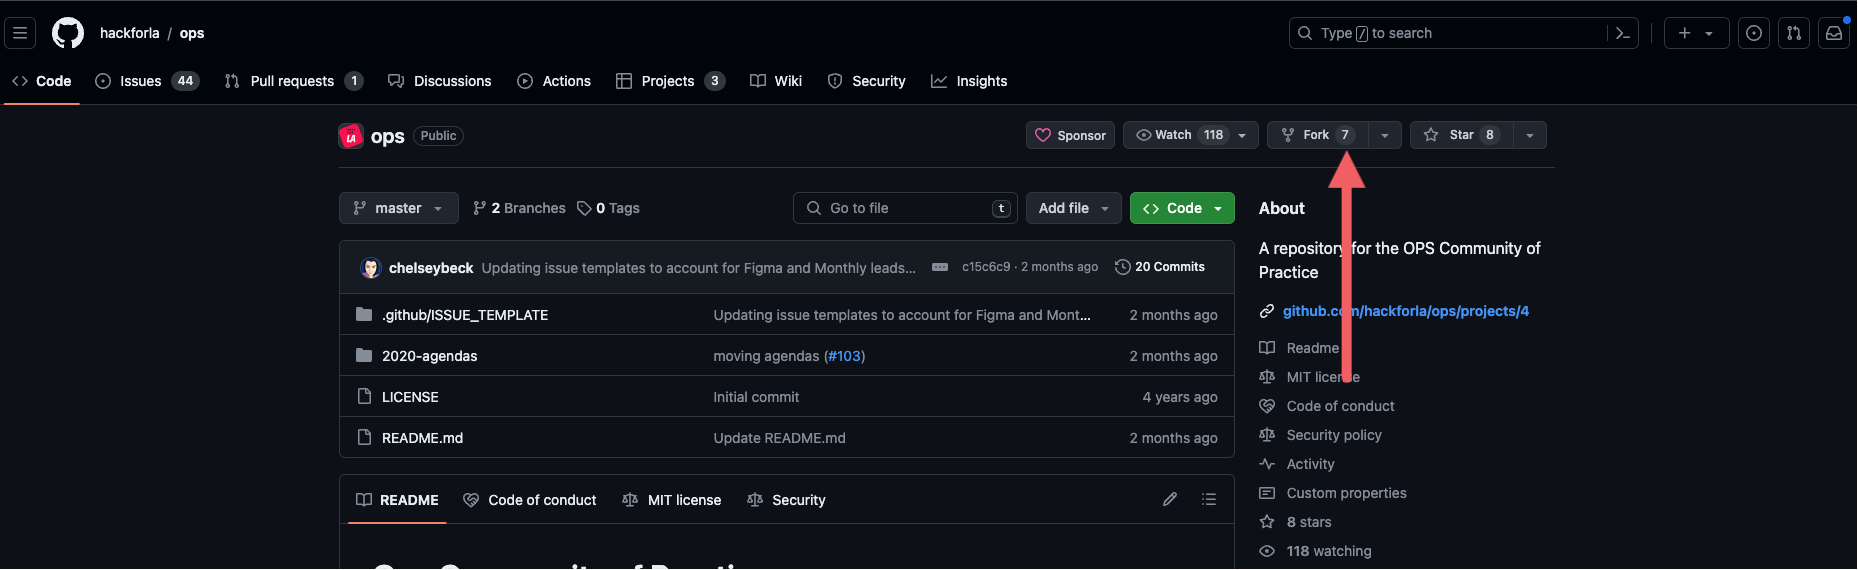 hackforla / ops
Type / to search
Code
Issues 44
Pull requests 1
Discussions
Actions
Projects 3
Wiki
Security
Insights
LA
ops Public
Sponsor
Watch 118
Fork 7
Star 8
master
2 Branches
0 Tags
Go to file t
Add file
Code
chelseybeck Updating issue templates to account for Figma and Monthly leads... c15c6c9 · 2 months ago 20 Commits
.github/ISSUE_TEMPLATE Updating issue templates to account for Figma and Mont... 2 months ago
2020-agendas moving agendas (#103) 2 months ago
LICENSE Initial commit 4 years ago
README.md Update README.md 2 months ago
README Code of conduct MIT license Security
About
A repository for the OPS Community of
Practice
github.com/hackforla/ops/projects/4
Readme
MIT license
Code of conduct
Security policy
Activity
Custom properties
8 stars
118 watching